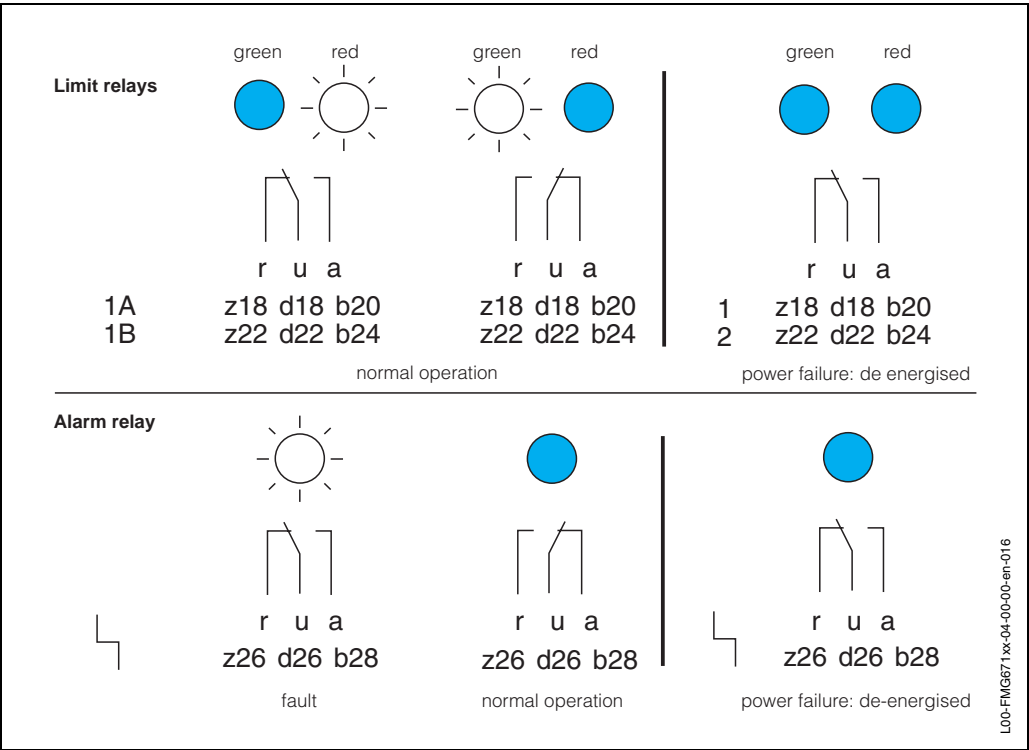 green red green red green red
Limit relays
r u a r u a r u a
1A z18 d18 b20 z18 d18 b20 1 z18 d18 b20
1B z22 d22 b24 z22 d22 b24 2 z22 d22 b24
normal operation power failure: de energised
Alarm relay
r u a r u a r u a
z26 d26 b28 z26 d26 b28 z26 d26 b28
fault normal operation power failure: de-energised
L00-FMG671xx-04-00-00-en-016